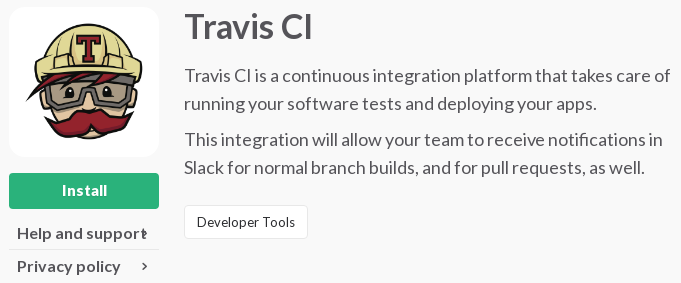 Travis CI
Travis CI is a continuous integration platform that takes care of
running your software tests and deploying your apps.
This integration will allow your team to receive notifications in
Slack for normal branch builds, and for pull requests, as well.
Developer Tools
T
Install
Help and support
Privacy policy